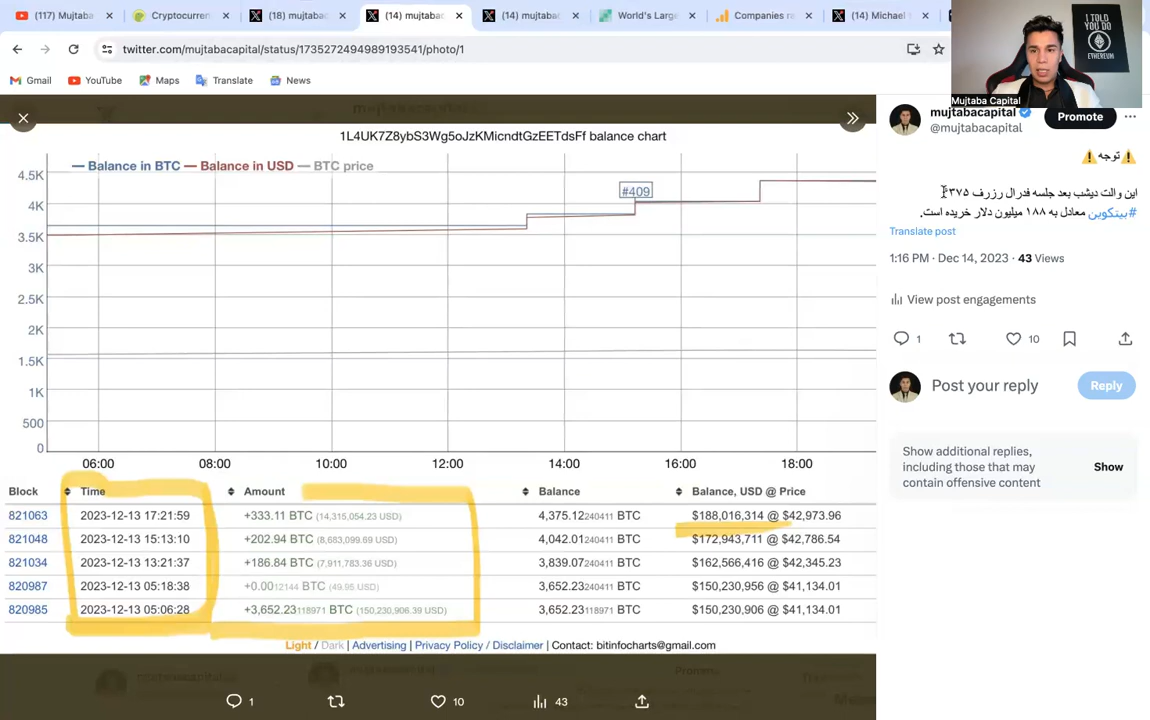 (117) Mujtaba
Cryptocurren
(18) mujtabac
(14) mujtabac
(14) mujtabac
World's Large
Companies ra
(14) Michael
twitter.com/mujtabacapital/status/1735272494989193541/photo/1
Gmail
YouTube
Maps
Translate
News
I TOLD
YOU DO
ETHEREUM
Mujtaba Capital
1L4UK7Z8ybS3Wg5oJzKMicndtGzEETdsFf balance chart
Balance in BTC
Balance in USD
BTC price
#409
4.5K
4K
3.5K
3K
2.5K
2K
1.5K
1K
500
0
06:00 08:00 10:00 12:00 14:00 16:00 18:00
Block Time Amount Balance Balance, USD @ Price
821063 2023-12-13 17:21:59 +333.11 BTC (14,315,054.23 USD) 4,375.12240411 BTC $188,016,314 @ $42,973.96
821048 2023-12-13 15:13:10 +202.94 BTC (8,683,099.69 USD) 4,042.01240411 BTC $172,943,711 @ $42,786.54
821034 2023-12-13 13:21:37 +186.84 BTC (7,911,783.36 USD) 3,839.07240411 BTC $162,566,416 @ $42,345.23
820987 2023-12-13 05:18:38 +0.0012144 BTC (49.95 USD) 3,652.23240411 BTC $150,230,956 @ $41,134.01
820985 2023-12-13 05:06:28 +3,652.23118971 BTC (150,230,906.39 USD) 3,652.23118971 BTC $150,230,906 @ $41,134.01
Light / Dark | Advertising | Privacy Policy / Disclaimer | Contact: bitinfocharts@gmail.com
1
10
43
mujtabacapital
@mujtabacapital
Promote
⚠️توجه⚠️
این والت دیشب بعد جلسه فدرال رزرف ۴۳۷۵
#بیتکوین معادل به ۱۸۸ میلیون دلار خریده است.
Translate post
1:16 PM · Dec 14, 2023 · 43 Views
View post engagements
1
10
Post your reply
Reply
Show additional replies,
including those that may
contain offensive content
Show